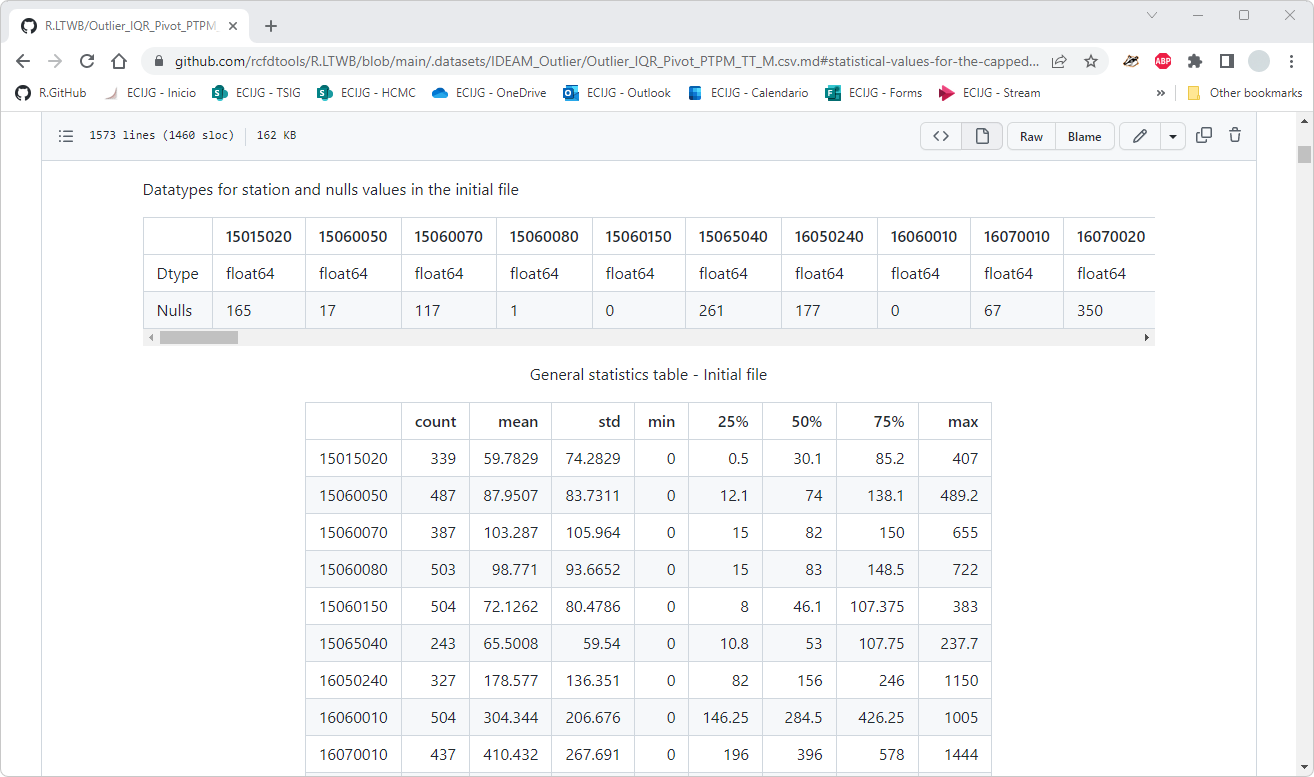 R.LTWB/Outlier_IQR_Pivot_PTPM_
github.com/rcfdtools/R.LTWB/blob/main/.datasets/IDEAM_Outlier/Outlier_IQR_Pivot_PTPM_TT_M.csv.md#statistical-values-for-the-capped...
ABP
R.GitHub ECIJG - Inicio ECIJG - TSIG ECIJG - HCMC ECIJG - OneDrive ECIJG - Outlook ECIJG - Calendario ECIJG - Forms ECIJG - Stream » Other bookmarks
1573 lines (1460 sloc) 162 KB <> Raw Blame
Datatypes for station and nulls values in the initial file
15015020 15060050 15060070 15060080 15060150 15065040 16050240 16060010 16070010 16070020
Dtype float64 float64 float64 float64 float64 float64 float64 float64 float64 float64
Nulls 165 17 117 1 0 261 177 0 67 350
General statistics table - Initial file
count mean std min 25% 50% 75% max
15015020 339 59.7829 74.2829 0 0.5 30.1 85.2 407
15060050 487 87.9507 83.7311 0 12.1 74 138.1 489.2
15060070 387 103.287 105.964 0 15 82 150 655
15060080 503 98.771 93.6652 0 15 83 148.5 722
15060150 504 72.1262 80.4786 0 8 46.1 107.375 383
15065040 243 65.5008 59.54 0 10.8 53 107.75 237.7
16050240 327 178.577 136.351 0 82 156 246 1150
16060010 504 304.344 206.676 0 146.25 284.5 426.25 1005
16070010 437 410.432 267.691 0 196 396 578 1444